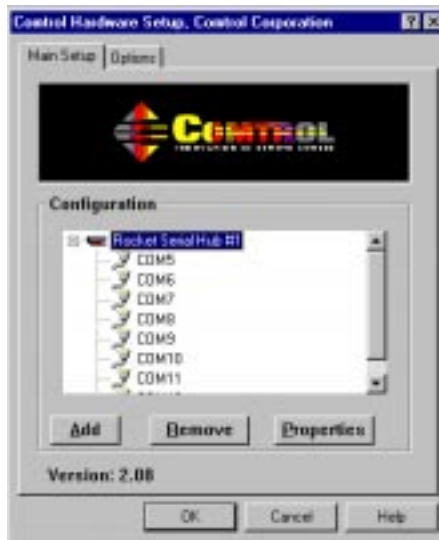 Comtrol Hardware Setup, Comtrol Corporation
Main Setup
Options
COMTROL
Configuration
Rocket Serial Hub #1
COM5
COM6
COM7
COM8
COM9
COM10
COM11
Add
Remove
Properties
Version: 2.08
OK
Cancel
Help